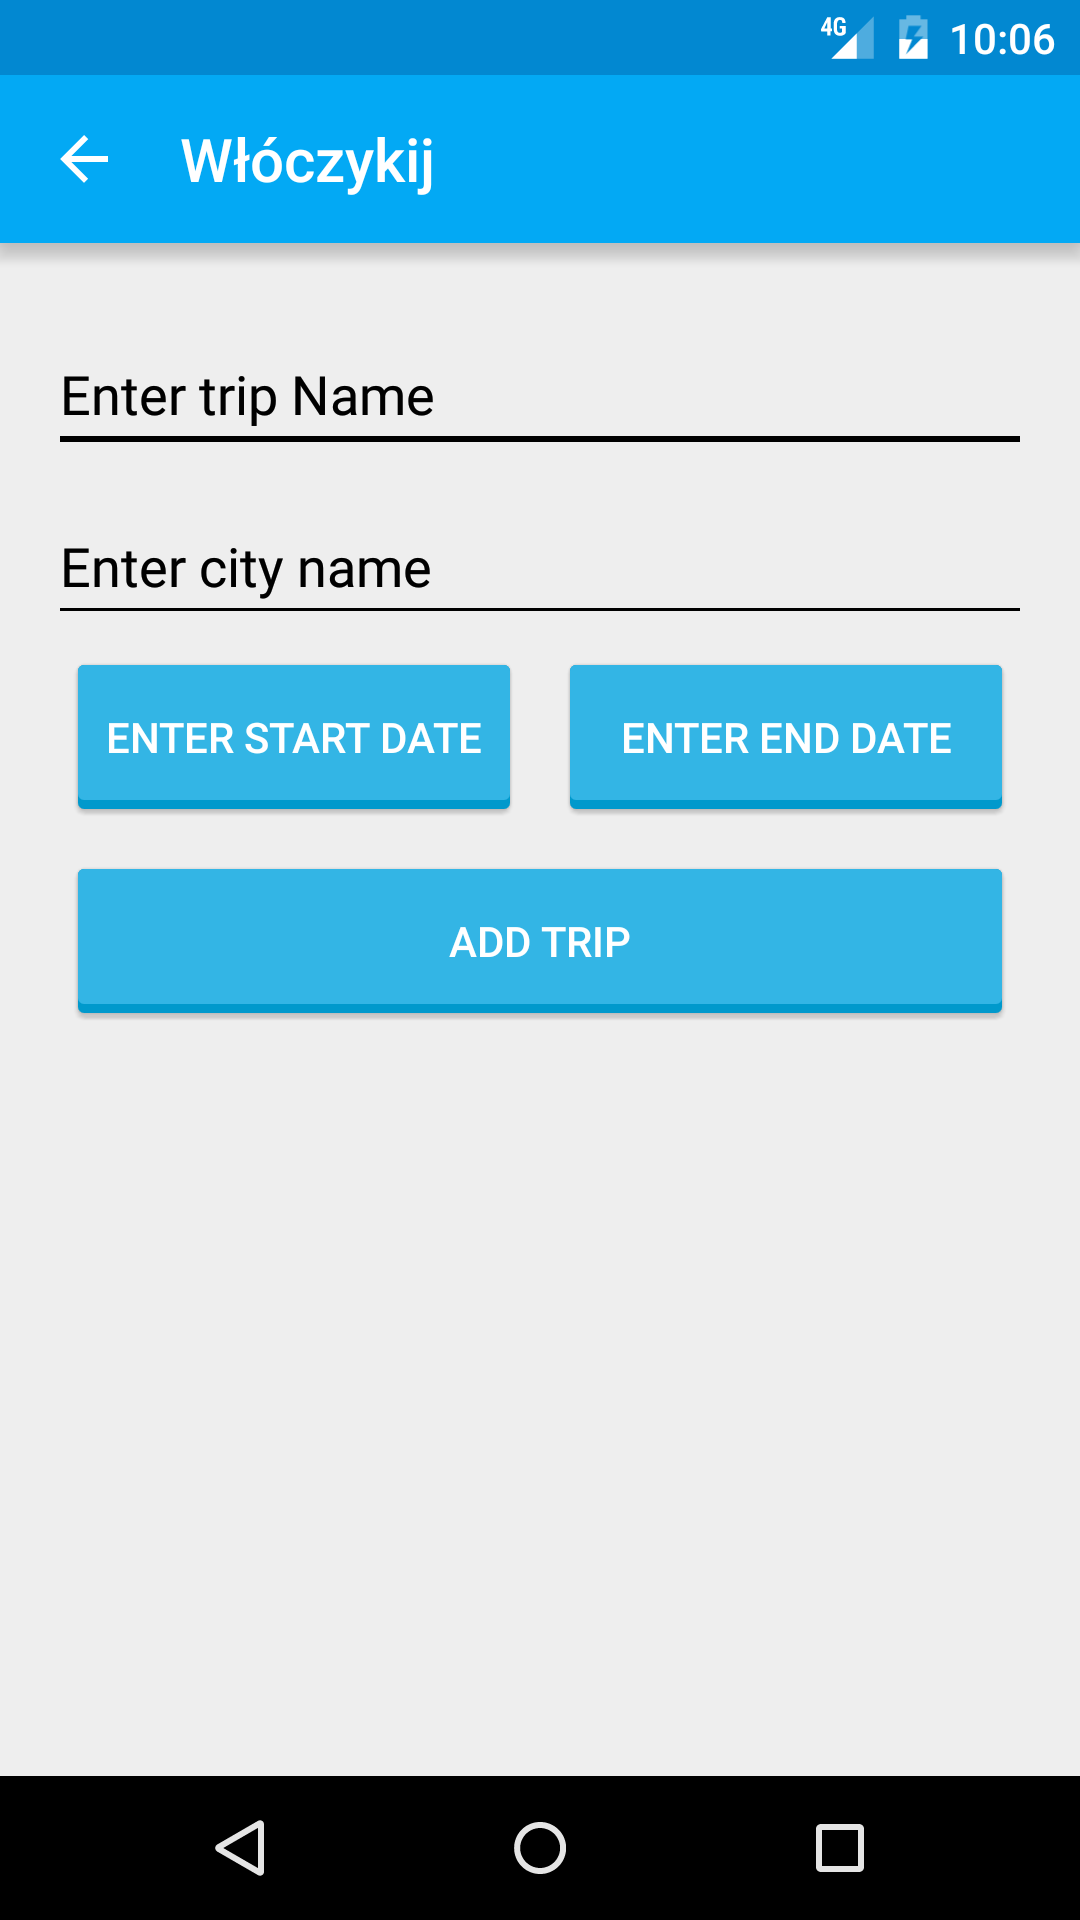 4G 10:06
Włóczykij
Enter trip Name
Enter city name
ENTER START DATE ENTER END DATE
ADD TRIP